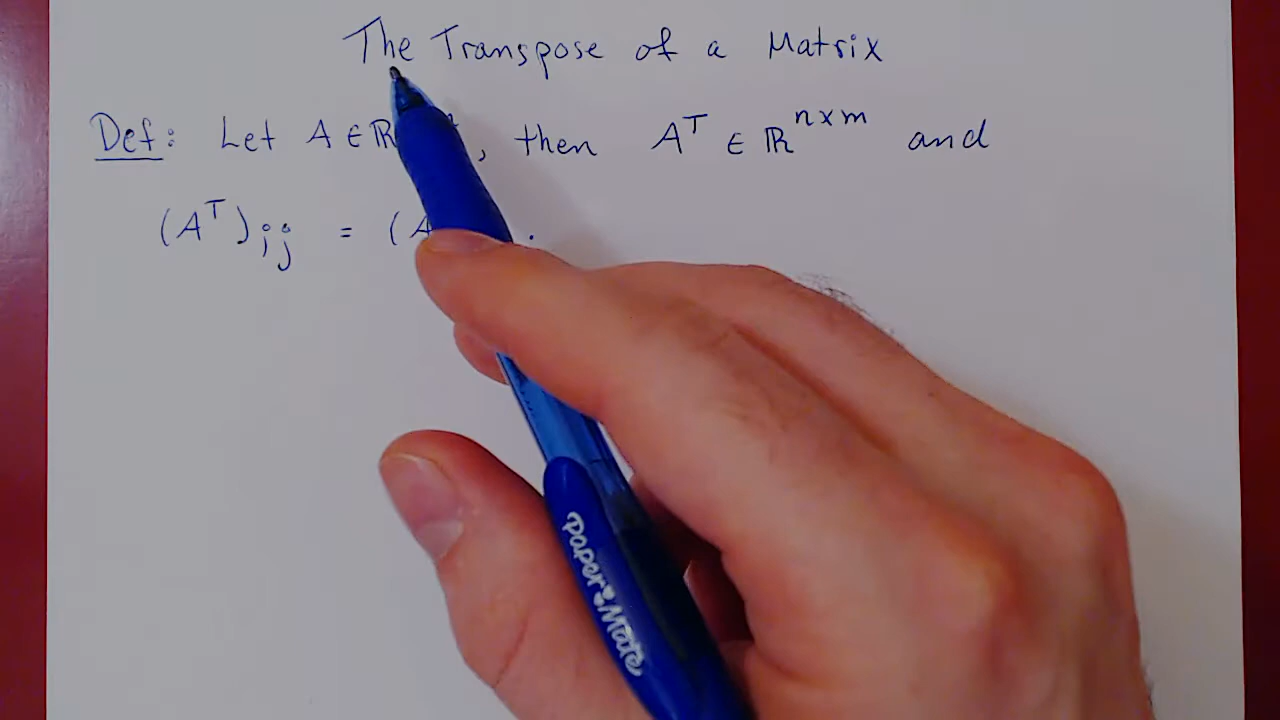 The Transpose of a Matrix
Def: Let A ∈ ℝ , then Aᵀ ∈ ℝⁿˣᵐ and
(Aᵀ)ij = (A .
Paper Mate